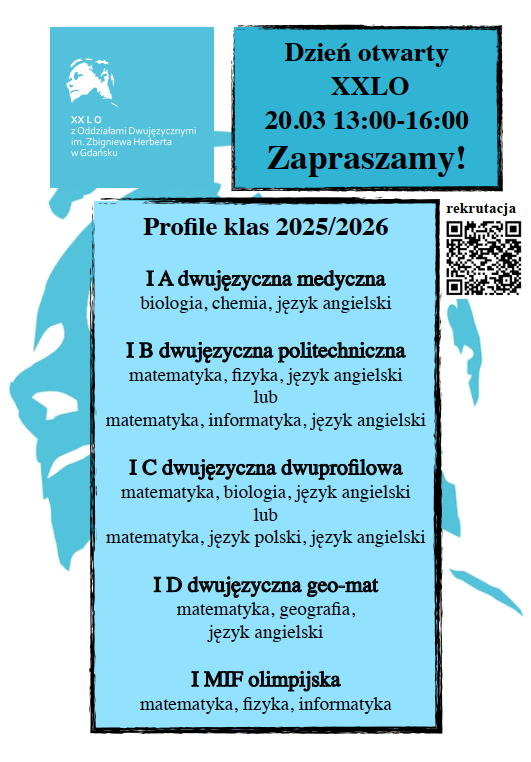 XX L O
z Oddziałami Dwujęzycznymi
im. Zbigniewa Herberta
w Gdańsku
Dzień otwarty
XXLO
20.03 13:00-16:00
Zapraszamy!
rekrutacja
Profile klas 2025/2026
I A dwujęzyczna medyczna
biologia, chemia, język angielski
I B dwujęzyczna politechniczna
matematyka, fizyka, język angielski
lub
matematyka, informatyka, język angielski
I C dwujęzyczna dwuprofilowa
matematyka, biologia, język angielski
lub
matematyka, język polski, język angielski
I D dwujęzyczna geo-mat
matematyka, geografia,
język angielski
I MIF olimpijska
matematyka, fizyka, informatyka